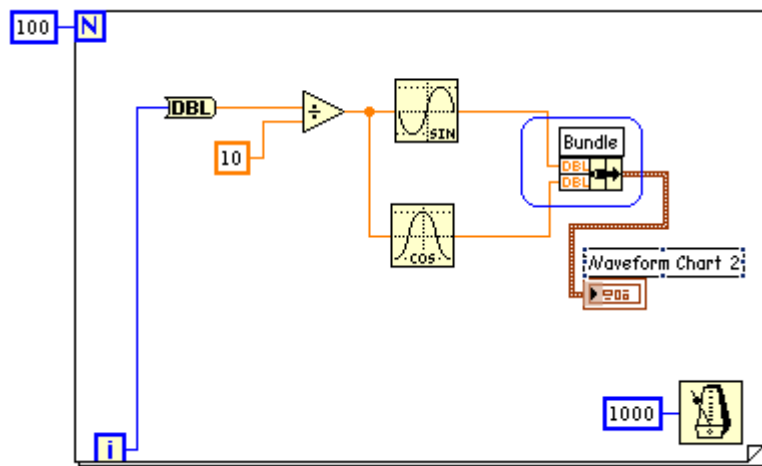 100
N
DBL
÷
10
SIN
Bundle
DBL
DBL
COS
Waveform Chart 2
1000
i